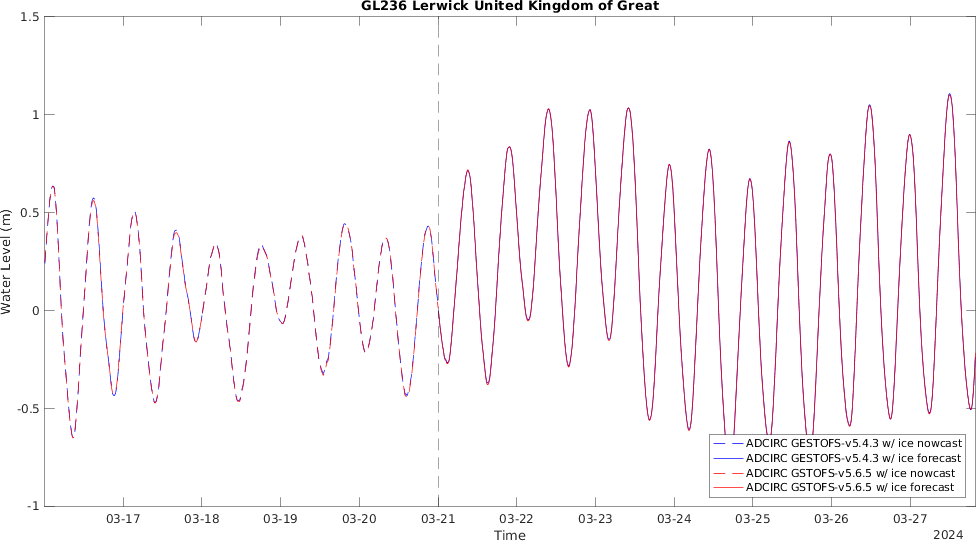 GL236 Lerwick United Kingdom of Great
1.5
1
0.5
0
-0.5
-1
Water Level (m)
ADCIRC GESTOFS-v5.4.3 w/ ice nowcast
ADCIRC GESTOFS-v5.4.3 w/ ice forecast
ADCIRC GSTOFS-v5.6.5 w/ ice nowcast
ADCIRC GSTOFS-v5.6.5 w/ ice forecast
03-17 03-18 03-19 03-20 03-21 03-22 03-23 03-24 03-25 03-26 03-27
Time
2024